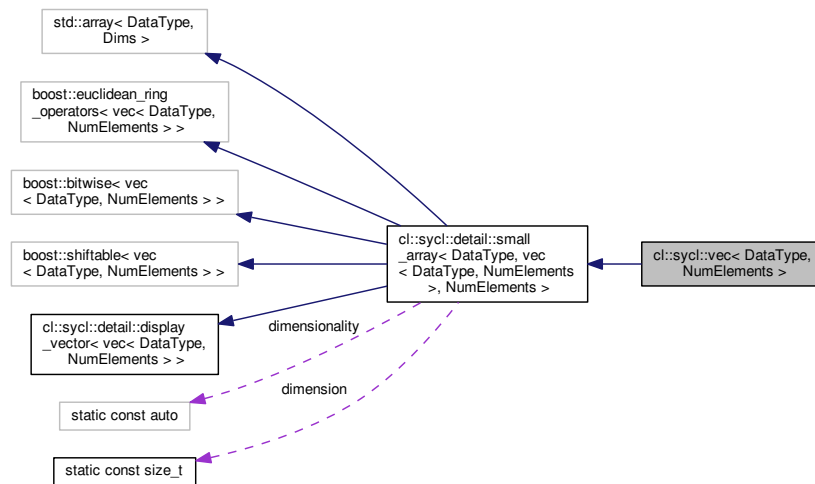 std::array< DataType,
Dims >
boost::euclidean_ring
_operators< vec< DataType,
NumElements > >
boost::bitwise< vec
< DataType, NumElements > >
boost::shiftable< vec
< DataType, NumElements > >
cl::sycl::detail::display
_vector< vec< DataType,
NumElements > >
static const auto
static const size_t
cl::sycl::detail::small
_array< DataType, vec
< DataType, NumElements
>, NumElements >
dimensionality
dimension
cl::sycl::vec< DataType,
NumElements >